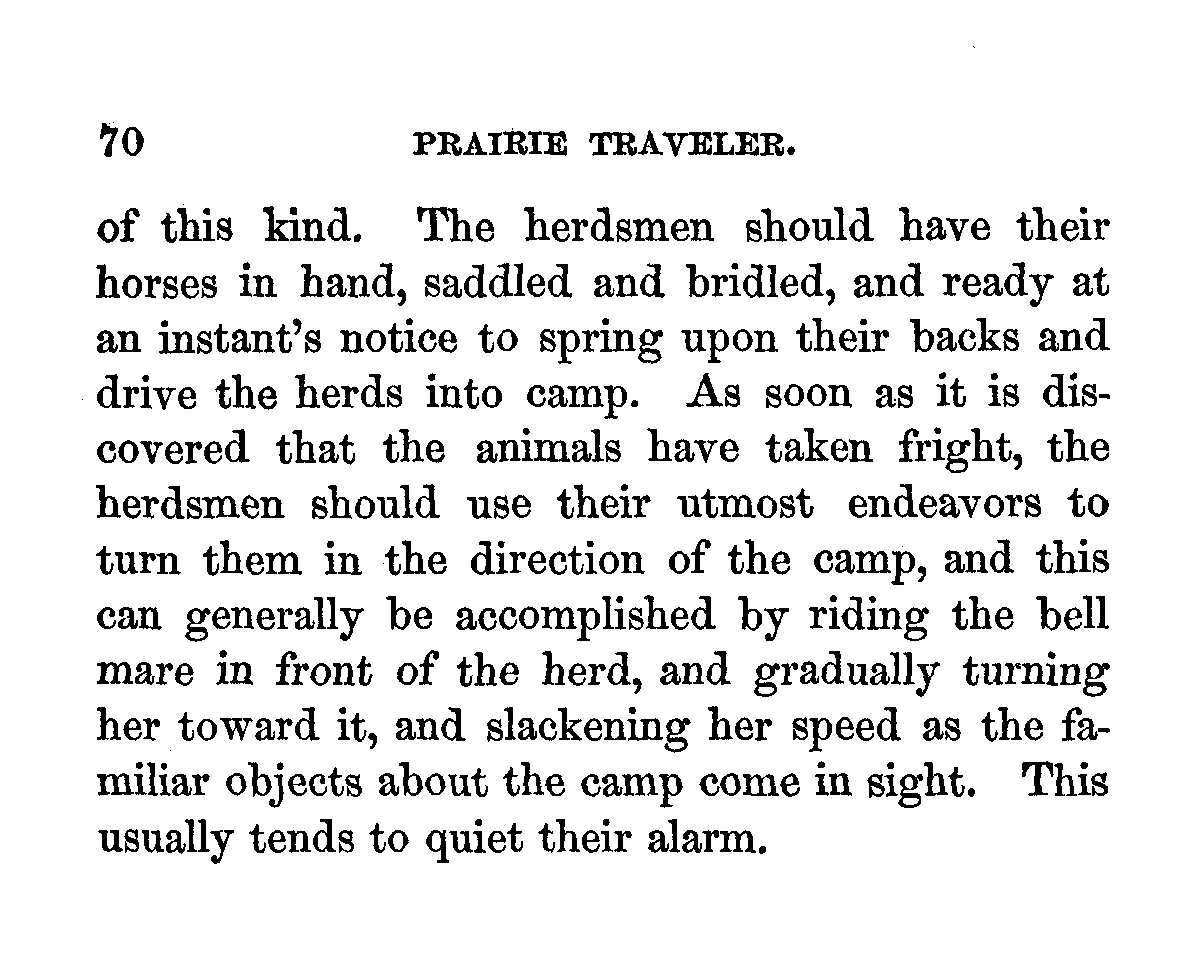 70 PRAIRIE TRAVELER.
of this kind. The herdsmen should have their
horses in hand, saddled and bridled, and ready at
an instant's notice to spring upon their backs and
drive the herds into camp. As soon as it is dis-
covered that the animals have taken fright, the
herdsmen should use their utmost endeavors to
turn them in the direction of the camp, and this
can generally be accomplished by riding the bell
mare in front of the herd, and gradually turning
her toward it, and slackening her speed as the fa-
miliar objects about the camp come in sight. This
usually tends to quiet their alarm.